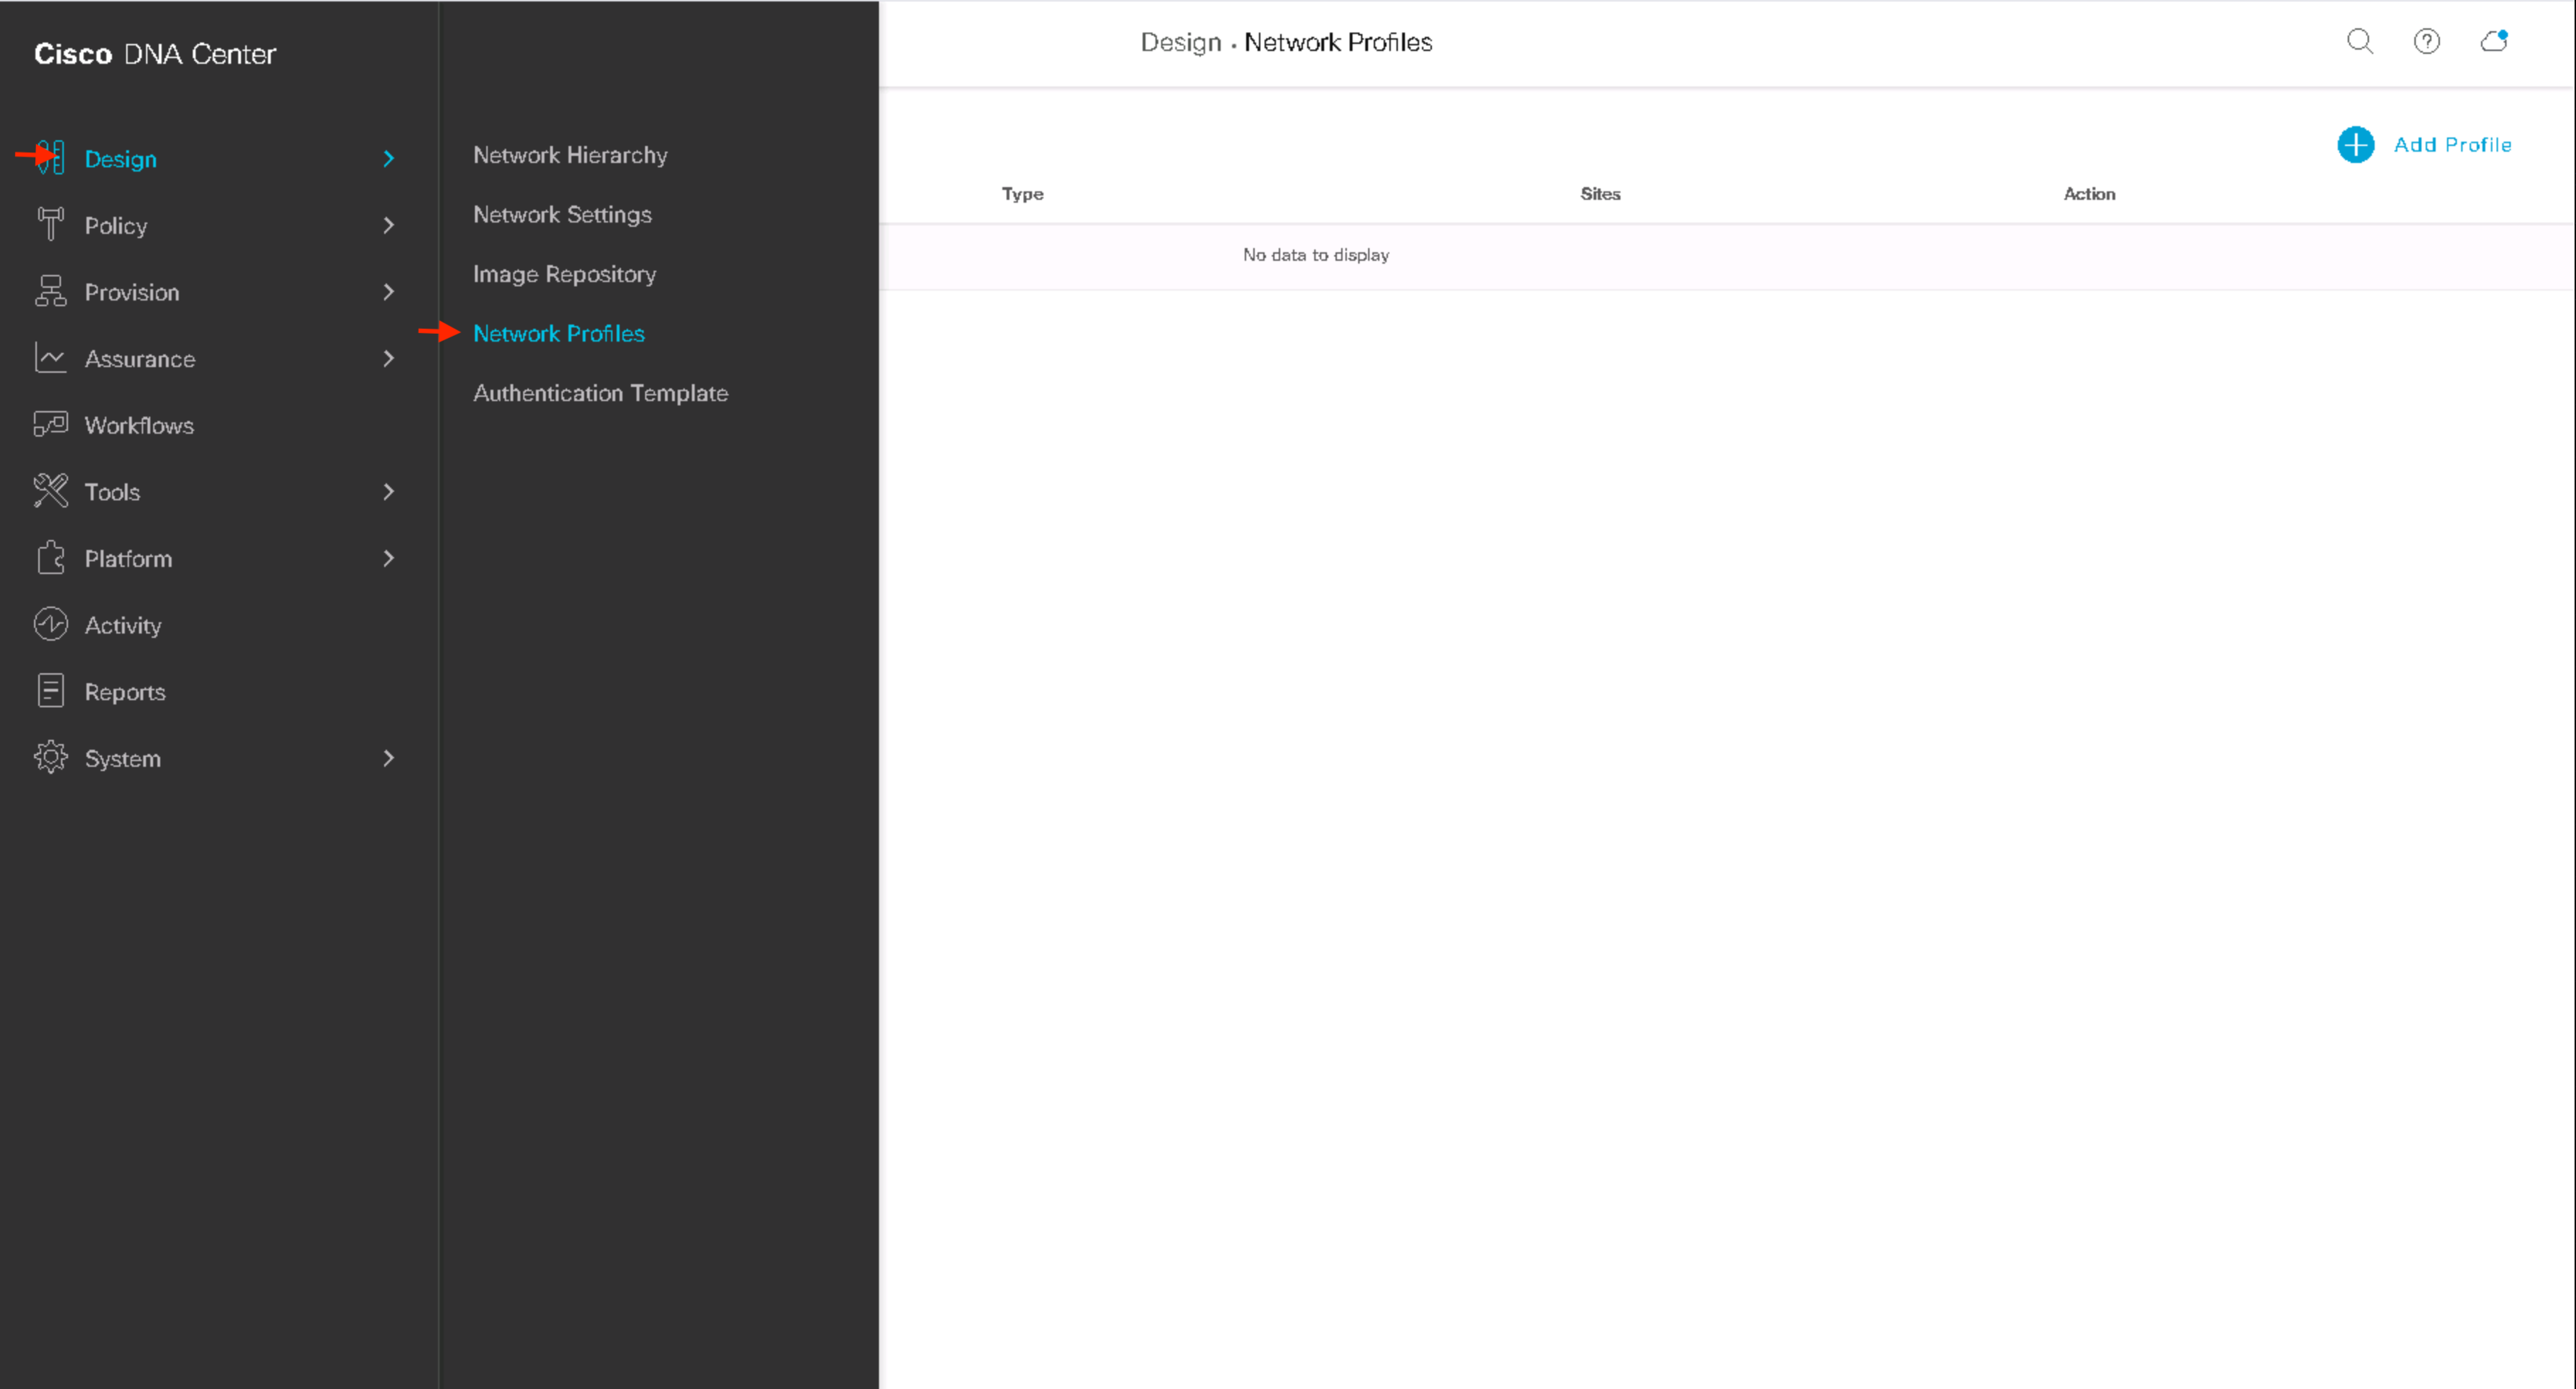 Cisco DNA Center
Design
Policy
Provision
Assurance
Workflows
Tools
Platform
Activity
Reports
System
Network Hierarchy
Network Settings
Image Repository
Network Profiles
Authentication Template
Design · Network Profiles
Add Profile
Type Sites Action
No data to display